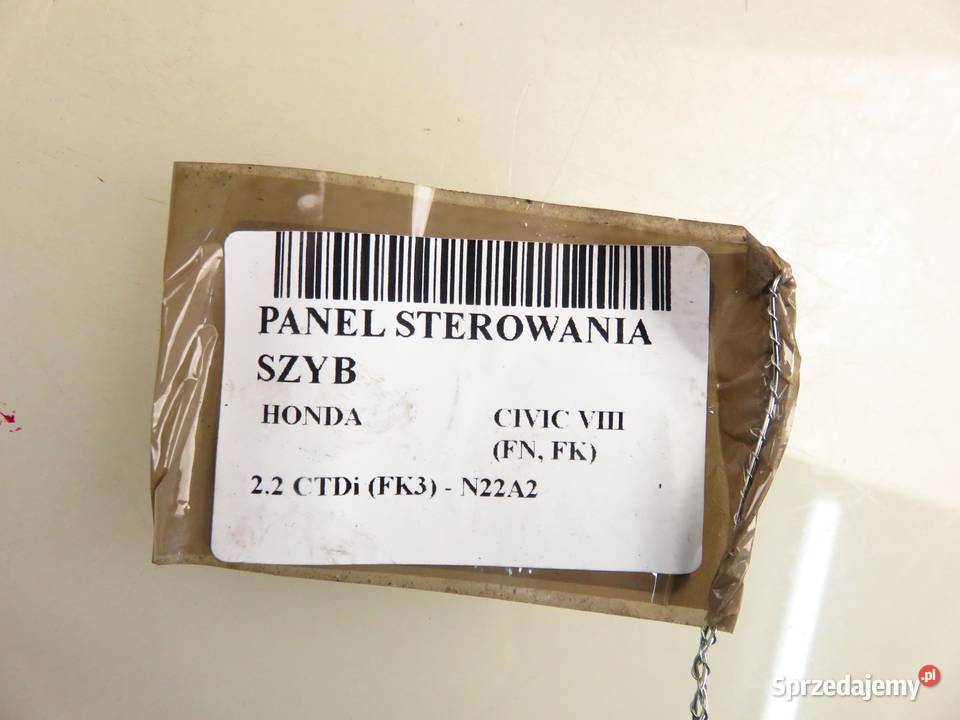 PANEL STEROWANIA
SZYB
HONDA CIVIC VIII
(FN, FK)
2.2 CTDi (FK3) - N22A2
Sprzedajemy.pl